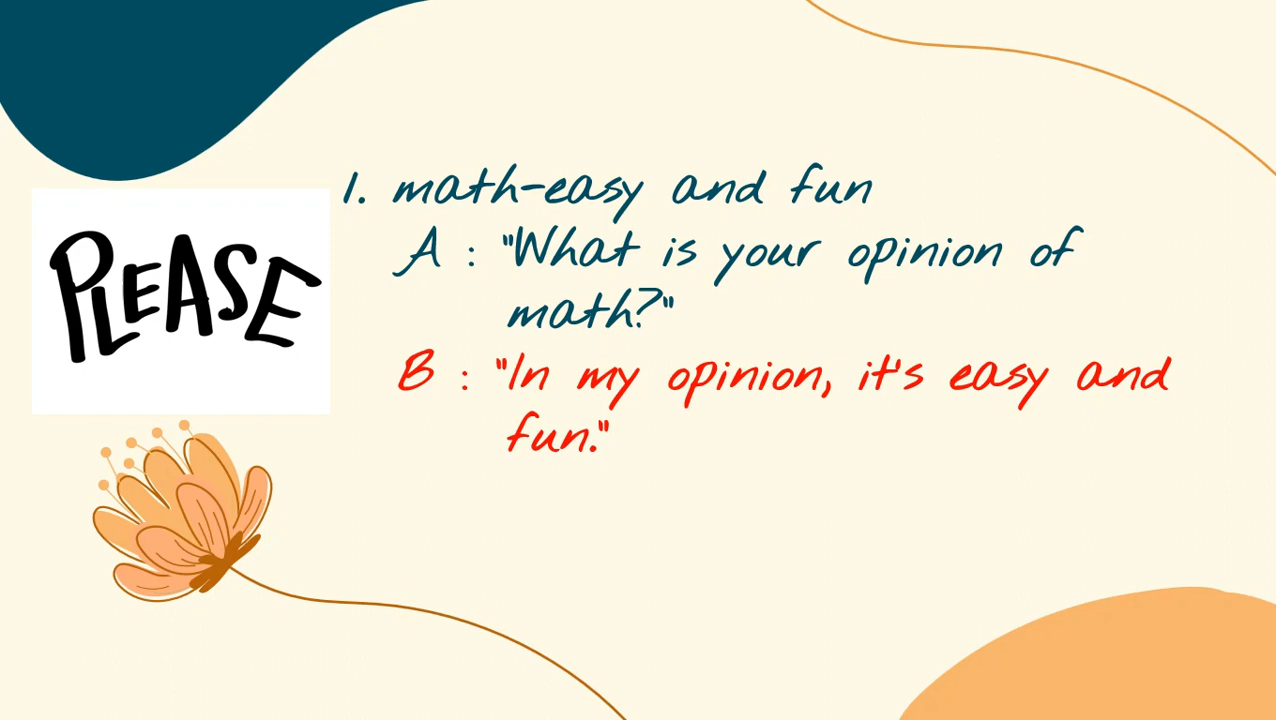 PLEASE
1. math-easy and fun
A : "What is your opinion of
math?"
B : "In my opinion, it's easy and
fun."